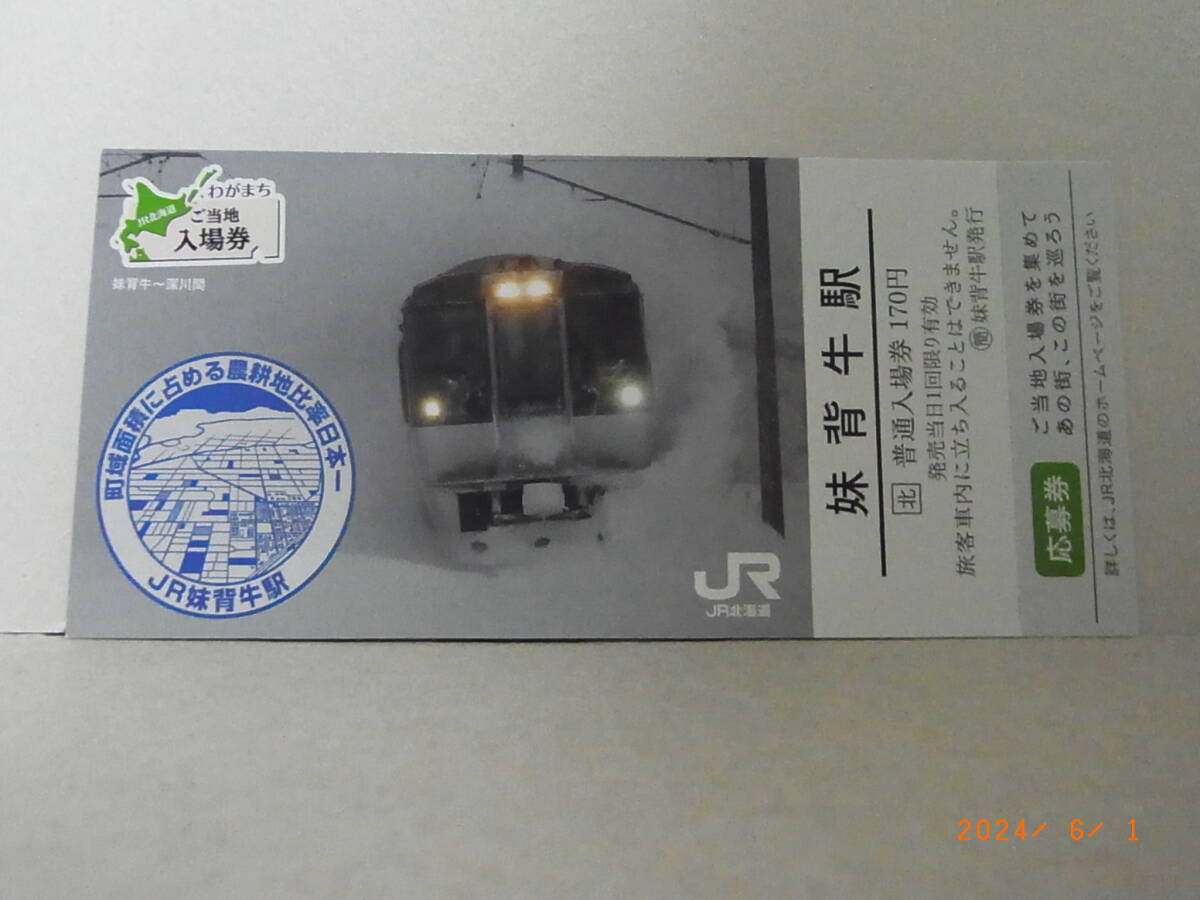 わがまち
ご当地
入場券
JR北海道
妹背牛〜深川間
町域面積に占める農耕地比率日本一
JR妹背牛駅
JR
JR北海道
妹背牛駅
北 普通入場券 170円
発売当日1回限り有効
旅客車内に立ち入ることはできません。
簡 妹背牛駅発行
応募券
ご当地入場券を集めて
あの街、この街を巡ろう
詳しくは、JR北海道のホームページをご覧ください
2024/ 6/ 1